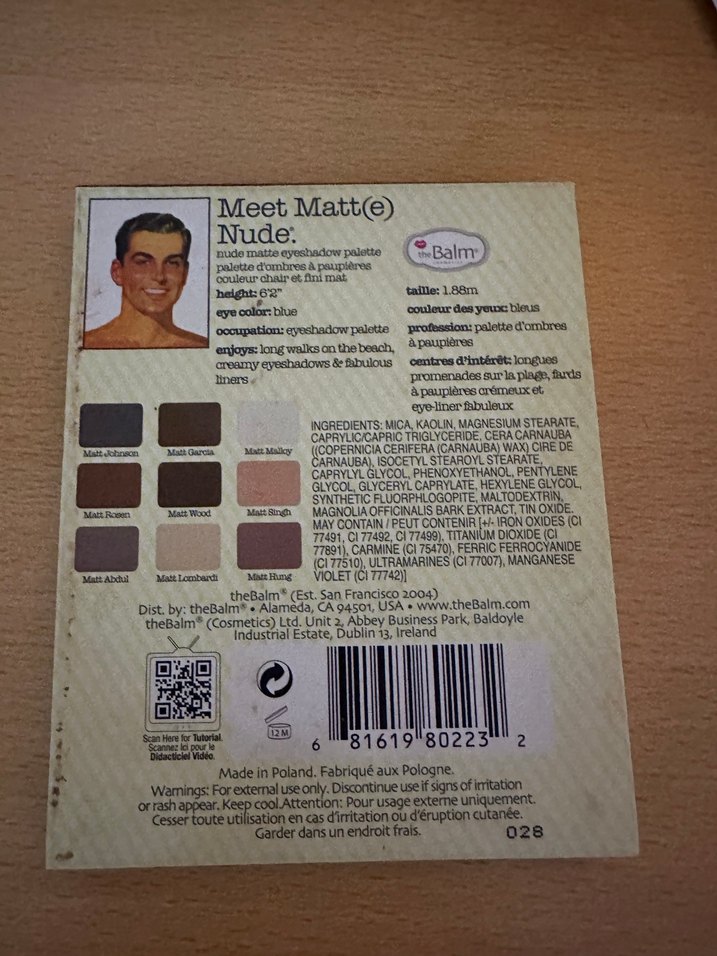 Meet Matt(e)
Nude®
nude matte eyeshadow palette
palette d'ombres à paupières
couleur chair et fini mat
height: 6'2"
eye color: blue
occupation: eyeshadow palette
enjoys: long walks on the beach,
creamy eyeshadows & fabulous
liners
theBalm®
cosmetics
taille: 1.88m
couleur des yeux: bleus
profession: palette d'ombres
à paupières
centres d'intérêt: longues
promenades sur la plage, fards
à paupières crémeux et
eye-liner fabuleux
Matt Johnson
Matt Garcia
Matt Malloy
Matt Rosen
Matt Wood
Matt Singh
Matt Abdul
Matt Lombardi
Matt Hung
INGREDIENTS: MICA, KAOLIN, MAGNESIUM STEARATE,
CAPRYLIC/CAPRIC TRIGLYCERIDE, CERA CARNAUBA
((COPERNICIA CERIFERA (CARNAUBA) WAX) CIRE DE
CARNAUBA), ISOCETYL STEAROYL STEARATE,
CAPRYLYL GLYCOL, PHENOXYETHANOL, PENTYLENE
GLYCOL, GLYCERYL CAPRYLATE, HEXYLENE GLYCOL,
SYNTHETIC FLUORPHLOGOPITE, MALTODEXTRIN,
MAGNOLIA OFFICINALIS BARK EXTRACT, TIN OXIDE.
MAY CONTAIN / PEUT CONTENIR [+/- IRON OXIDES (CI
77491, CI 77492, CI 77499), TITANIUM DIOXIDE (CI
77891), CARMINE (CI 75470), FERRIC FERROCYANIDE
(CI 77510), ULTRAMARINES (CI 77007), MANGANESE
VIOLET (CI 77742)]
theBalm® (Est. San Francisco 2004)
Dist. by: theBalm® • Alameda, CA 94501, USA • www.theBalm.com
theBalm® (Cosmetics) Ltd. Unit 2, Abbey Business Park, Baldoyle
Industrial Estate, Dublin 13, Ireland
Scan Here for Tutorial.
Scannez Ici pour le
Didacticiel Vidéo.
12 M
6 81619 80223 2
Made in Poland. Fabriqué aux Pologne.
Warnings: For external use only. Discontinue use if signs of irritation
or rash appear. Keep cool.Attention: Pour usage externe uniquement.
Cesser toute utilisation en cas d'irritation ou d'éruption cutanée.
Garder dans un endroit frais.
028